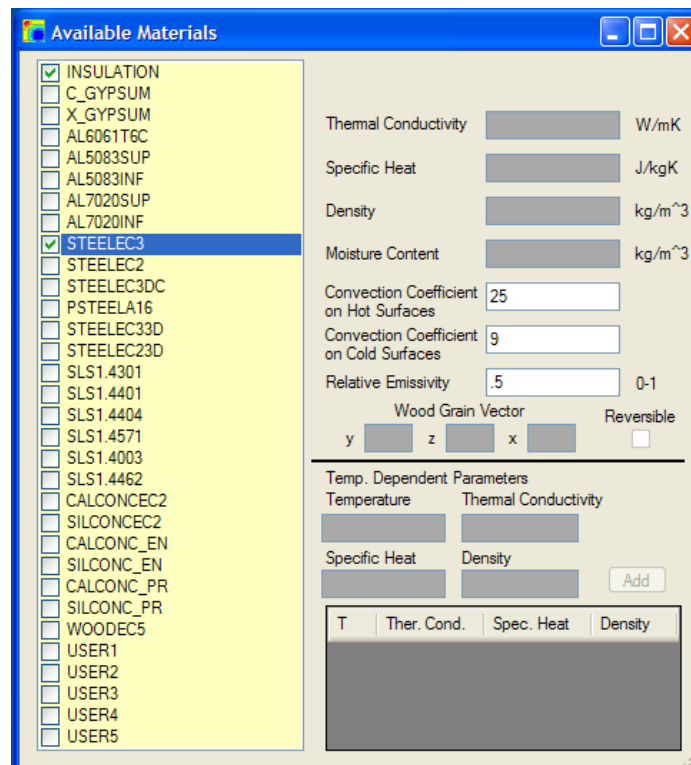 Available Materials
INSULATION
C_GYPSUM
X_GYPSUM
AL6061T6C
AL5083SUP
AL5083INF
AL7020SUP
AL7020INF
STEELEC3
STEELEC2
STEELEC3DC
PSTEELA16
STEELEC33D
STEELEC23D
SLS1.4301
SLS1.4401
SLS1.4404
SLS1.4571
SLS1.4003
SLS1.4462
CALCONCEC2
SILCONCEC2
CALCONC_EN
SILCONC_EN
CALCONC_PR
SILCONC_PR
WOODEC5
USER1
USER2
USER3
USER4
USER5
Thermal Conductivity W/mK
Specific Heat J/kgK
Density kg/m^3
Moisture Content kg/m^3
Convection Coefficient
on Hot Surfaces 25
Convection Coefficient
on Cold Surfaces 9
Relative Emissivity .5 0-1
Wood Grain Vector Reversible
y z x
Temp. Dependent Parameters
Temperature Thermal Conductivity
Specific Heat Density
Add
T Ther. Cond. Spec. Heat Density